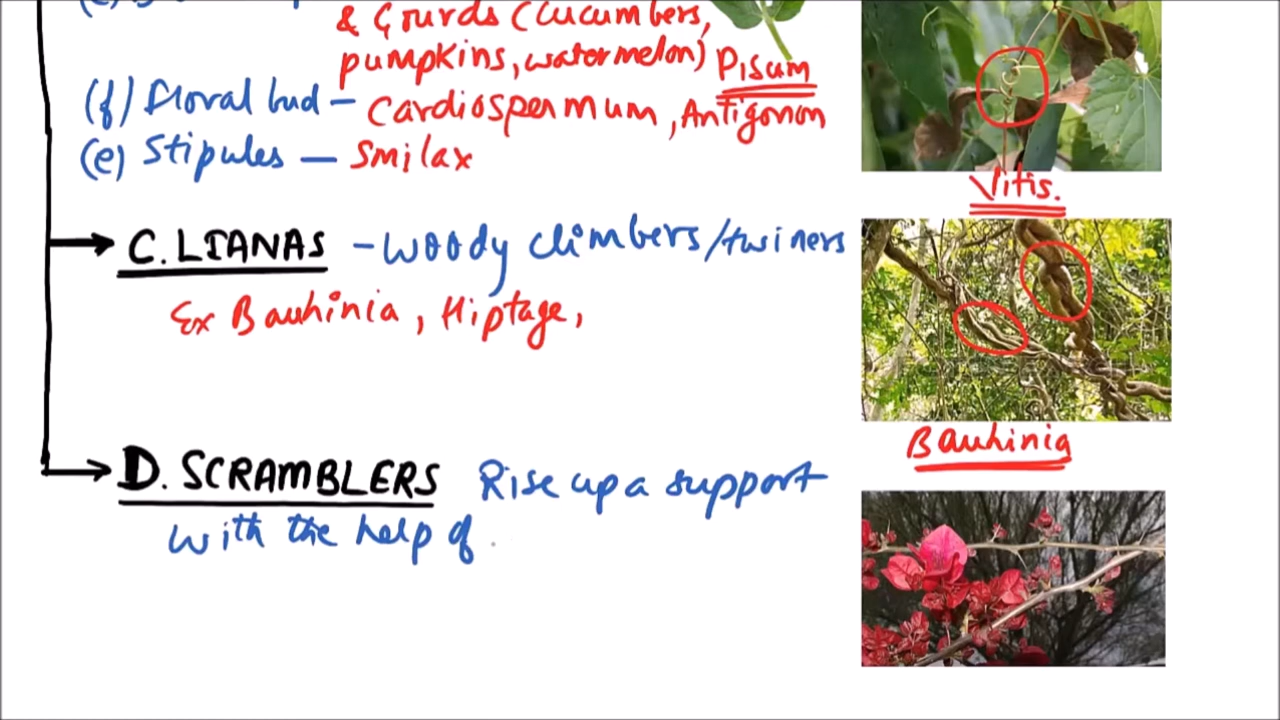 & Gourds (Cucumbers,
pumpkins, watermelon)
Pisum
(f) Floral bud – Cardiospermum, Antigonon
(e) Stipules – Smilax
Vitis.
C. LIANAS – woody climbers/twiners
Ex Bauhinia, Hiptage,
Bauhinia
D. SCRAMBLERS Rise up a support
with the help of